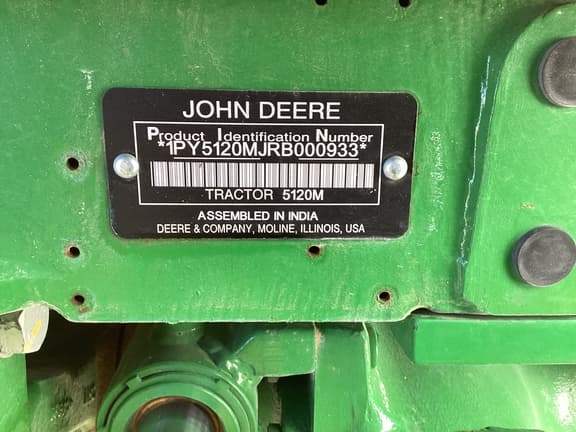 JOHN DEERE
Product Identification Number
*1PY5120MJRB000933*
TRACTOR 5120M
ASSEMBLED IN INDIA
DEERE & COMPANY, MOLINE, ILLINOIS, USA